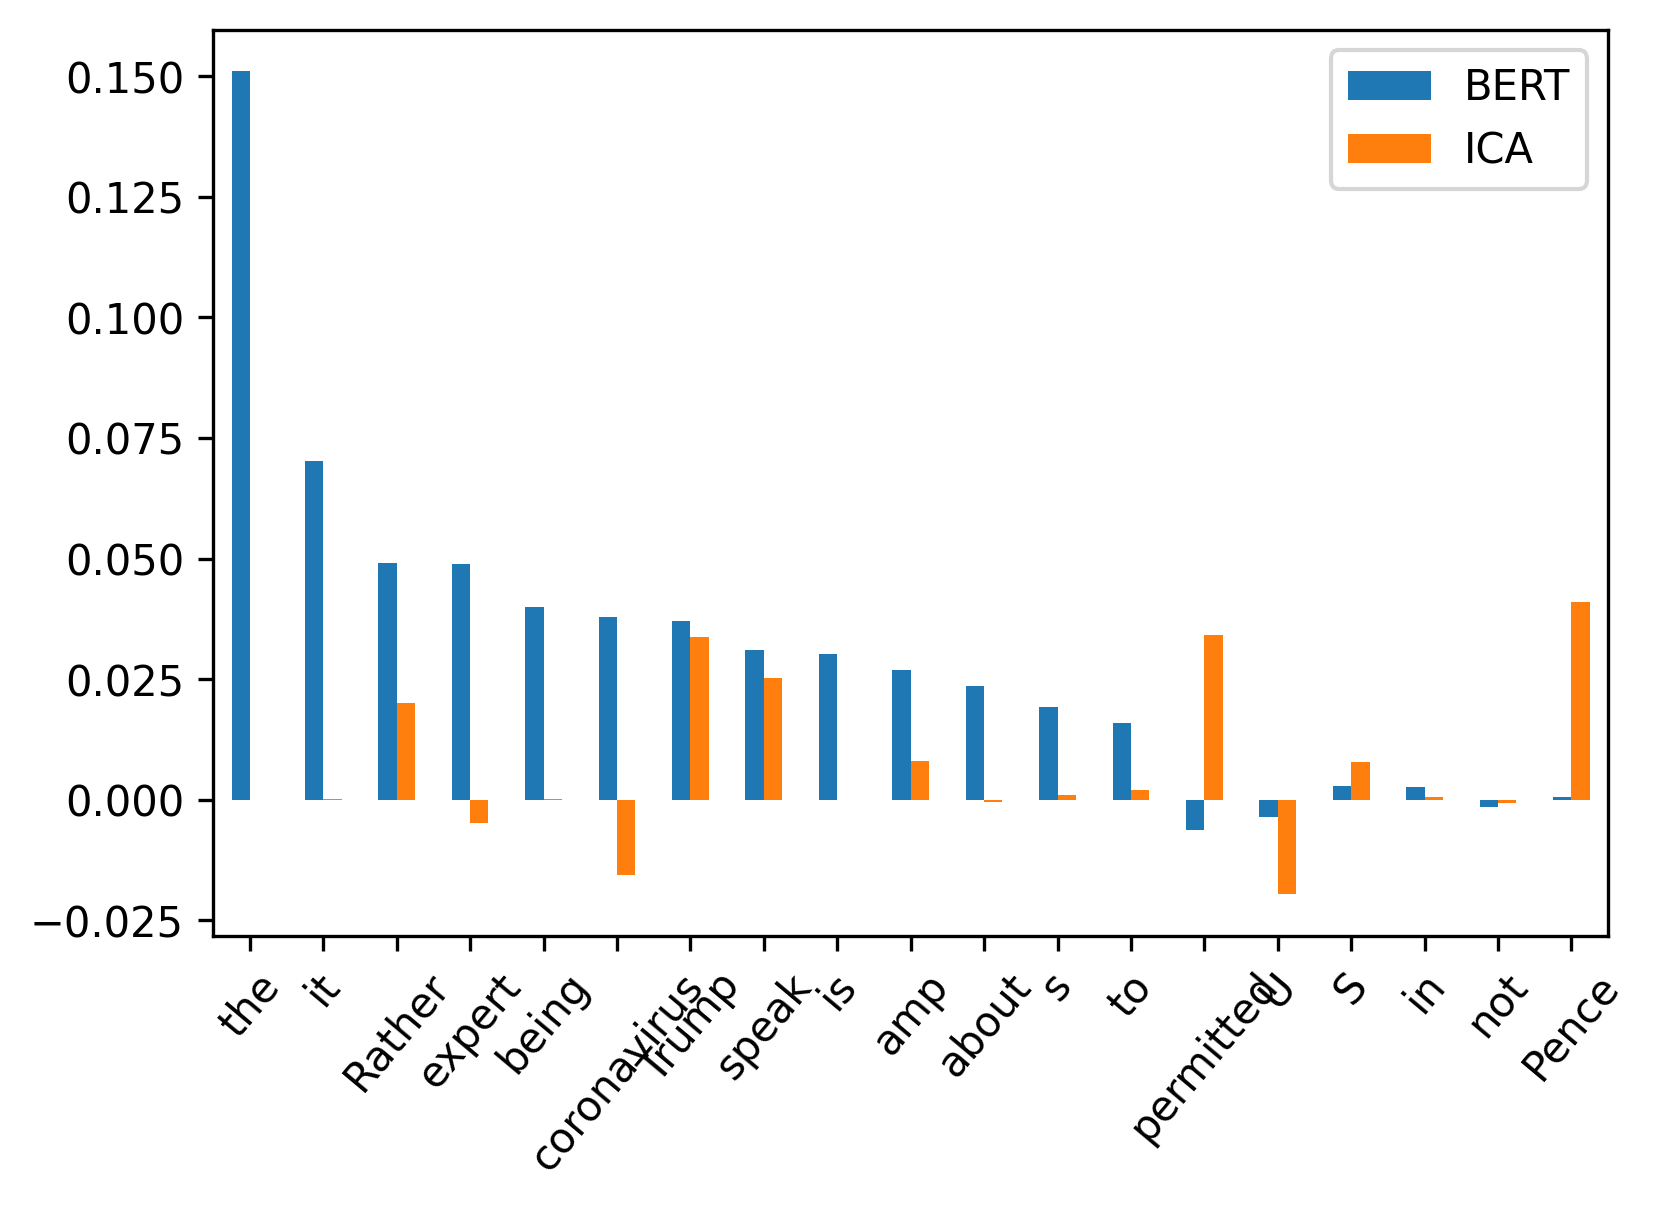 BERT
ICA
0.150
0.125
0.100
0.075
0.050
0.025
0.000
−0.025
the
it
Rather
expert
being
coronavirus
Trump
speak
is
amp
about
s
to
permitted
U
S
in
not
Pence